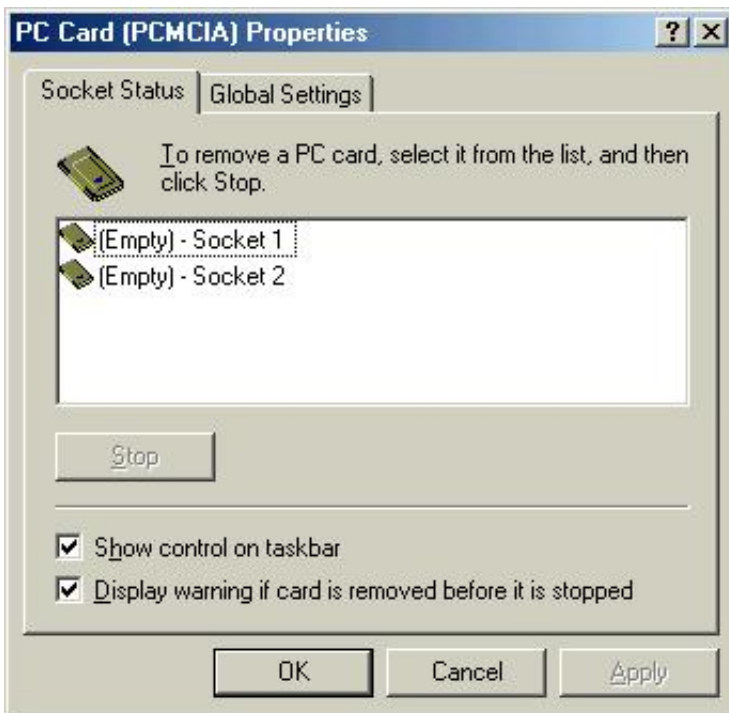 PC Card (PCMCIA) Properties
Socket Status
Global Settings
To remove a PC card, select it from the list, and then
click Stop.
(Empty) - Socket 1
(Empty) - Socket 2
Stop
Show control on taskbar
Display warning if card is removed before it is stopped
OK
Cancel
Apply